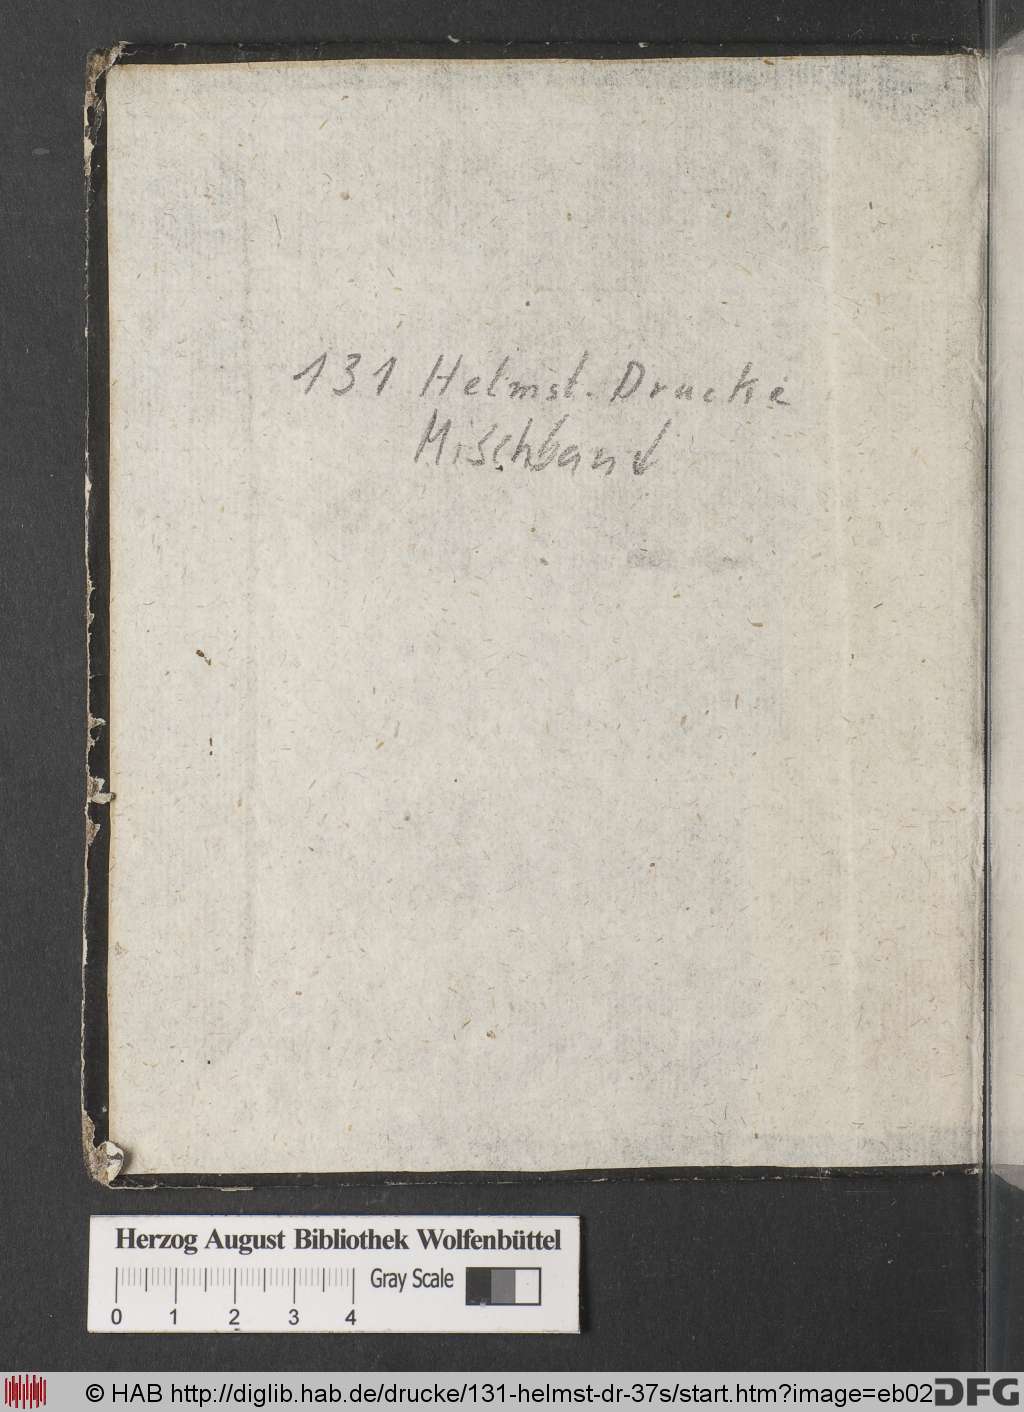 131 Helmst. Drucke
Mischband
Herzog August Bibliothek Wolfenbüttel
Gray Scale
0 1 2 3 4
© HAB http://diglib.hab.de/drucke/131-helmst-dr-37s/start.htm?image=eb02
DFG